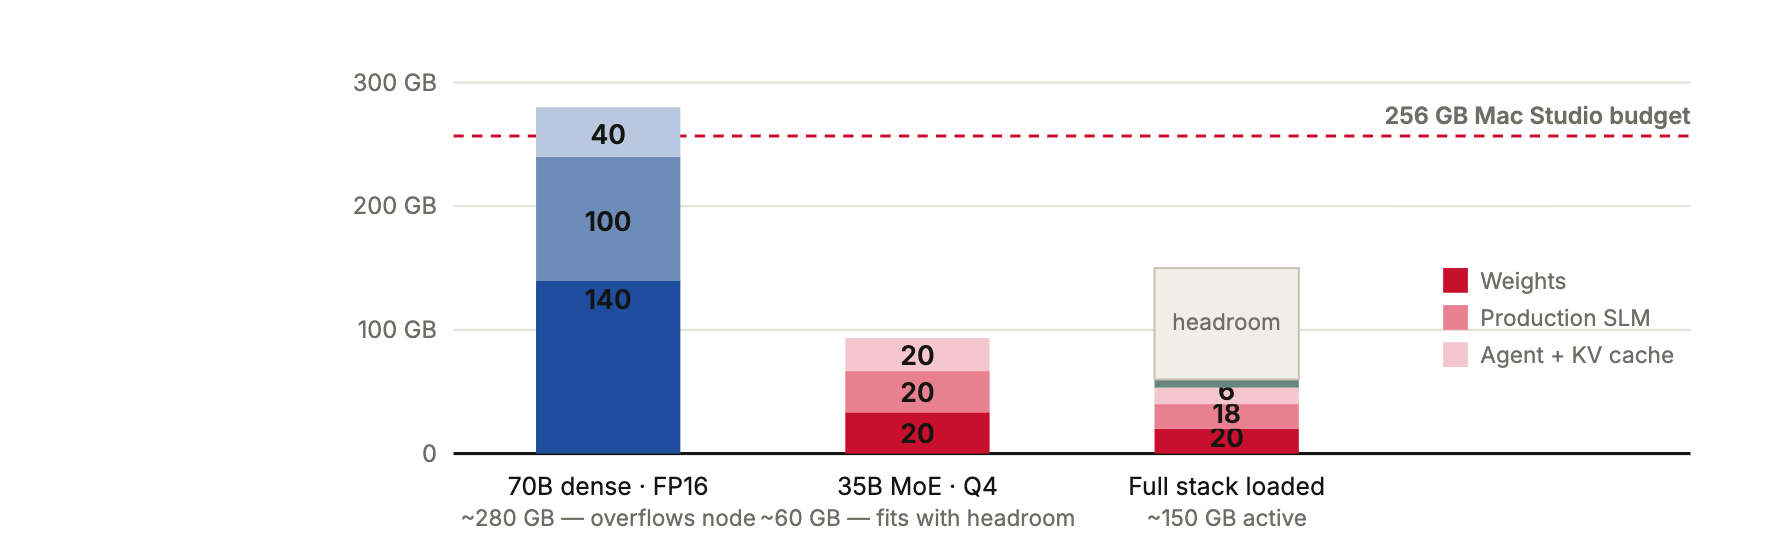 300 GB
256 GB Mac Studio budget
40
200 GB
100
headroom
Weights
140
100 GB
Production SLM
20
Agent + KV cache
20
6
18
20
20
0
70B dense · FP16
35B MoE · Q4
Full stack loaded
~280 GB — overflows node
~60 GB — fits with headroom
~150 GB active